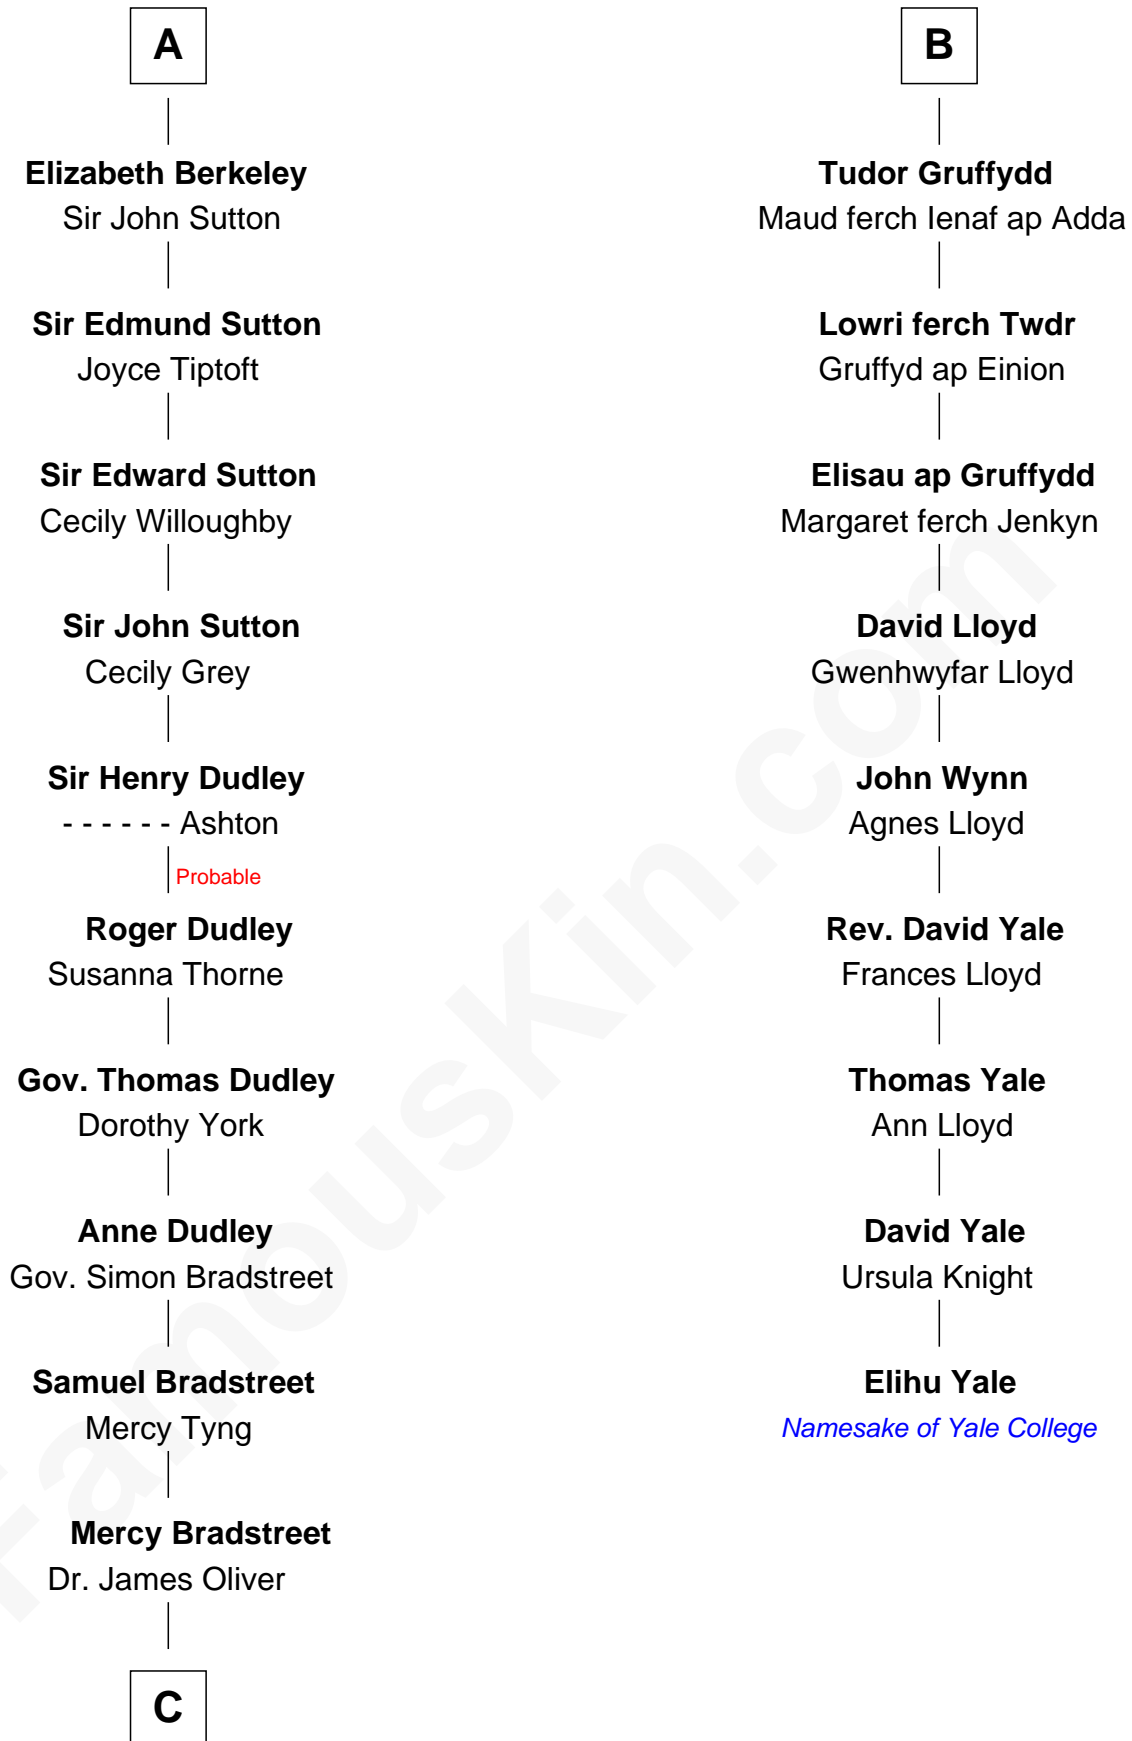 A
Elizabeth Berkeley
Sir John Sutton
Sir Edmund Sutton
Joyce Tiptoft
Sir Edward Sutton
Cecily Willoughby
Sir John Sutton
Cecily Grey
Sir Henry Dudley
- - - - - - Ashton
Probable
Roger Dudley
Susanna Thorne
Gov. Thomas Dudley
Dorothy York
Anne Dudley
Gov. Simon Bradstreet
Samuel Bradstreet
Mercy Tyng
Mercy Bradstreet
Dr. James Oliver
C
B
Tudor Gruffydd
Maud ferch Ienaf ap Adda
Lowri ferch Twdr
Gruffyd ap Einion
Elisau ap Gruffydd
Margaret ferch Jenkyn
David Lloyd
Gwenhwyfar Lloyd
John Wynn
Agnes Lloyd
Rev. David Yale
Frances Lloyd
Thomas Yale
Ann Lloyd
David Yale
Ursula Knight
Elihu Yale
Namesake of Yale College
FamousKin.com